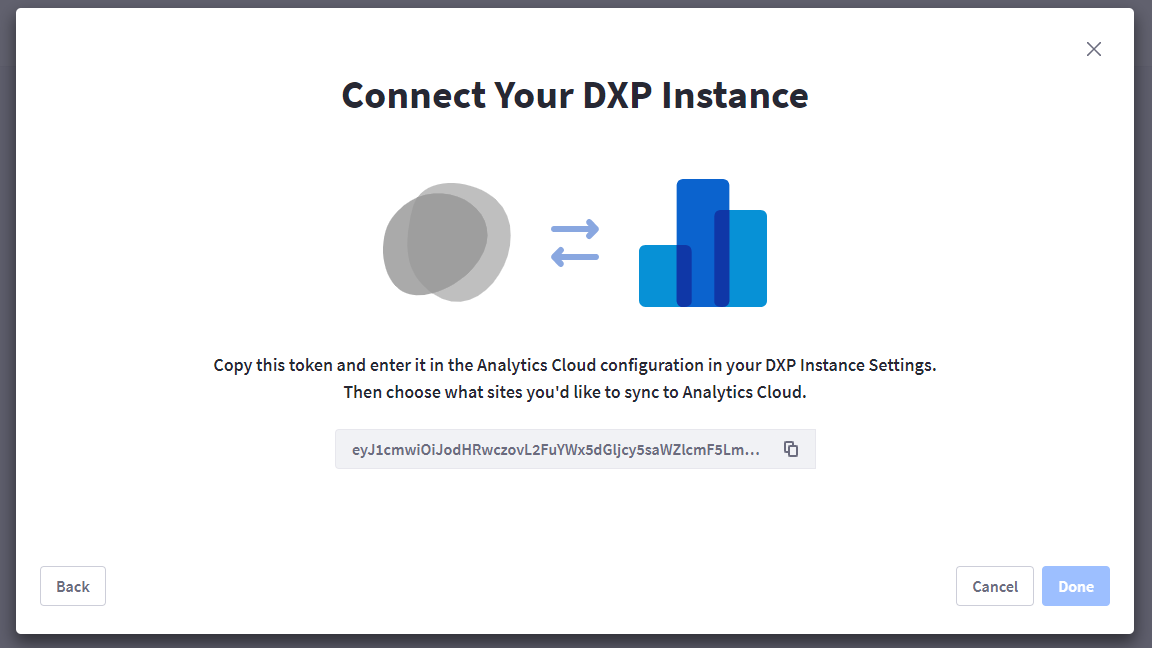 Connect Your DXP Instance
Copy this token and enter it in the Analytics Cloud configuration in your DXP Instance Settings.
Then choose what sites you'd like to sync to Analytics Cloud.
eyJ1cmwiOiJodHRwczovL2FuYWx5dGljcy5saWZlcmF5Lm...
Back
Cancel
Done